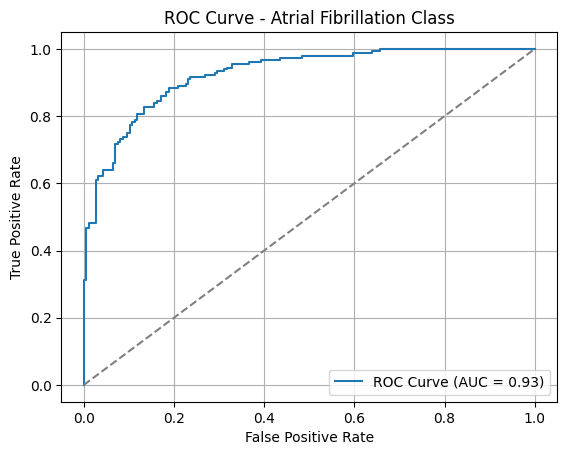 ROC Curve - Atrial Fibrillation Class
True Positive Rate
1.0
0.8
0.6
0.4
0.2
0.0
ROC Curve (AUC = 0.93)
0.0 0.2 0.4 0.6 0.8 1.0
False Positive Rate